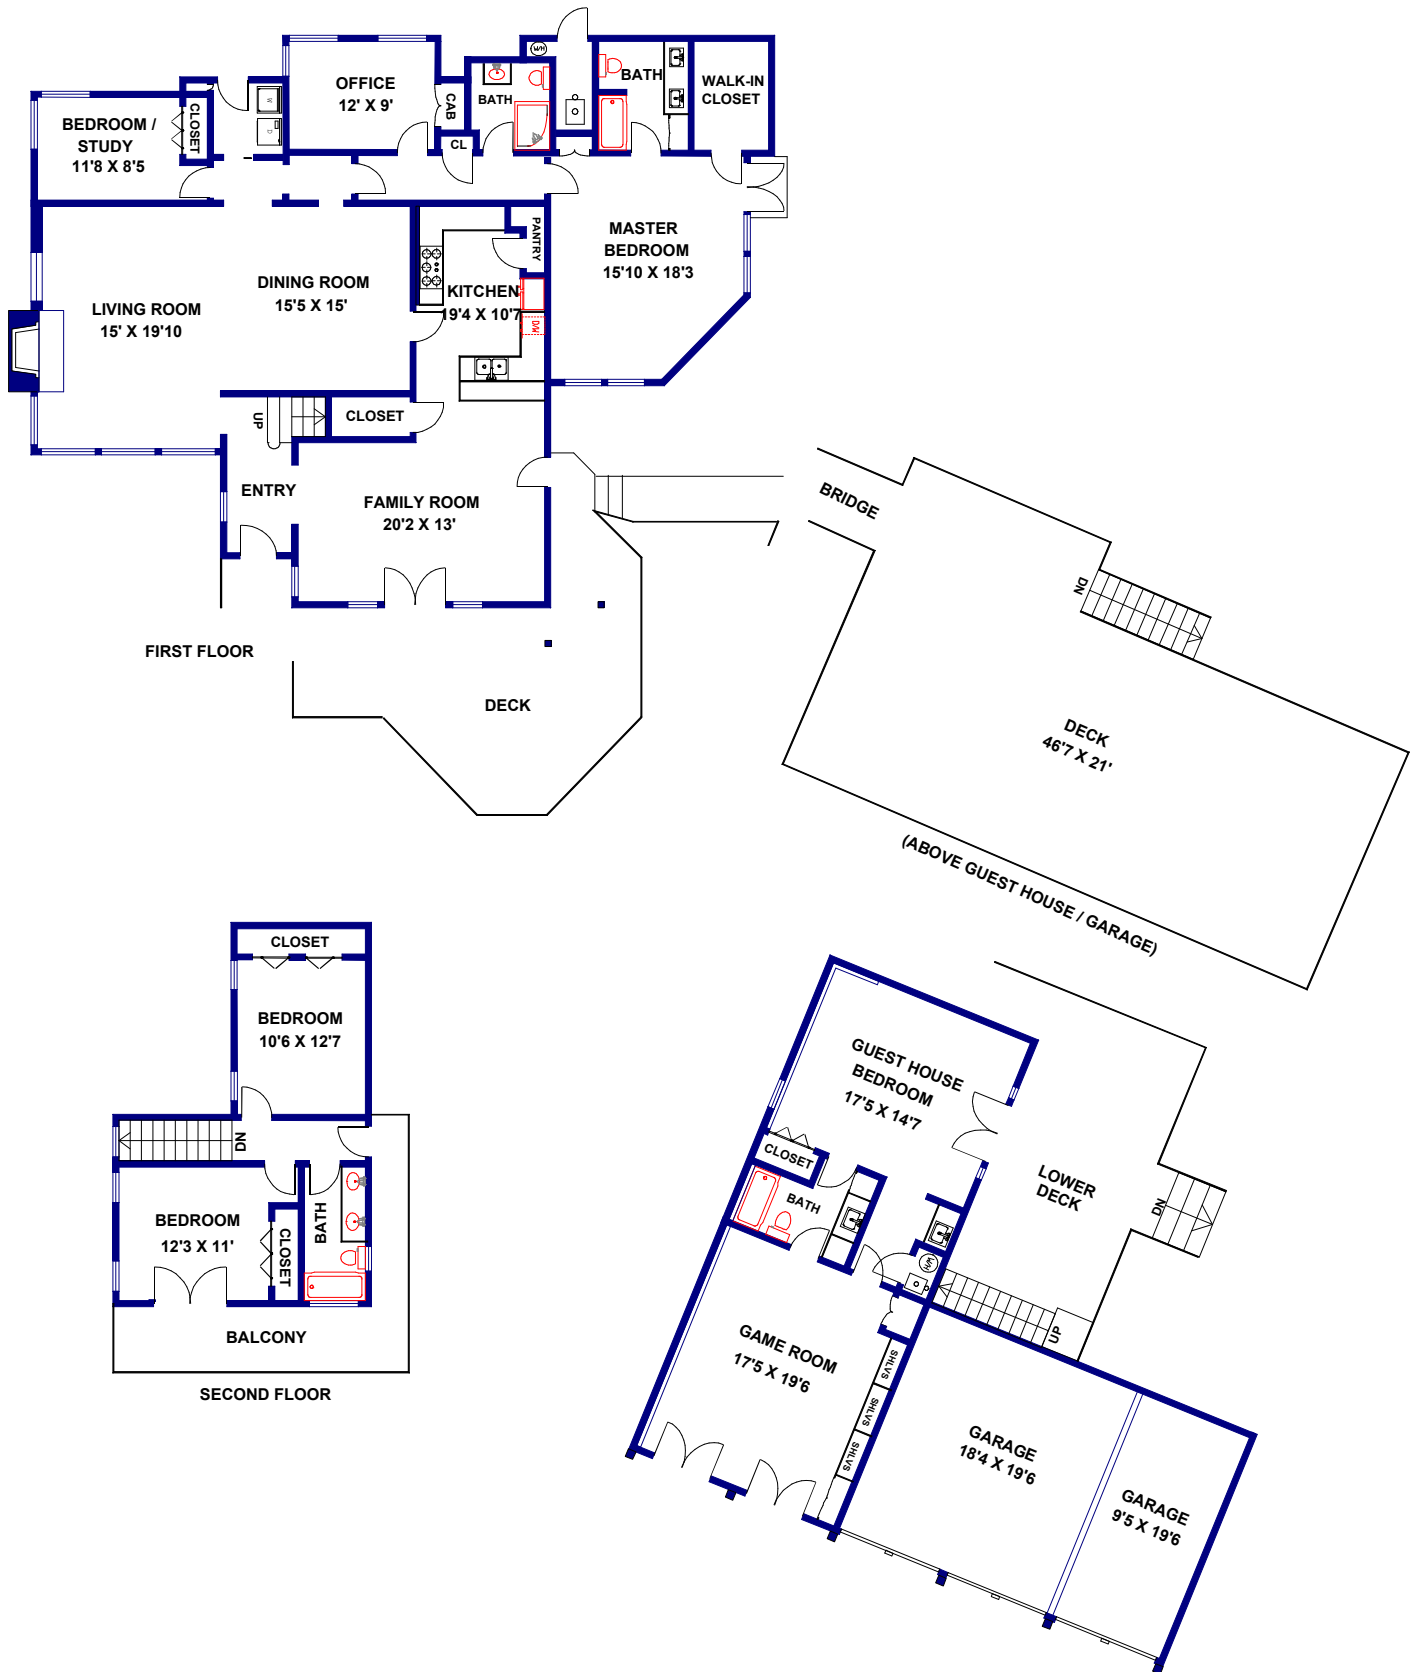 OFFICE
12' X 9'
CAB
BATH
W/H
BATH
WALK-IN
CLOSET
BEDROOM /
STUDY
11'8 X 8'5
CLOSET
W
D
CL
PANTRY
MASTER
BEDROOM
15'10 X 18'3
DINING ROOM
15'5 X 15'
KITCHEN
19'4 X 10'7
D/W
LIVING ROOM
15' X 19'10
UP
CLOSET
ENTRY
FAMILY ROOM
20'2 X 13'
FIRST FLOOR
DECK
BRIDGE
DN
DECK
46'7 X 21'
(ABOVE GUEST HOUSE / GARAGE)
CLOSET
BEDROOM
10'6 X 12'7
DN
BEDROOM
12'3 X 11'
CLOSET
BATH
BALCONY
SECOND FLOOR
GUEST HOUSE
BEDROOM
17'5 X 14'7
CLOSET
BATH
LOWER
DECK
DN
W/H
UP
GAME ROOM
17'5 X 19'6
SHLVS
SHLVS
SHLVS
GARAGE
18'4 X 19'6
GARAGE
9'5 X 19'6